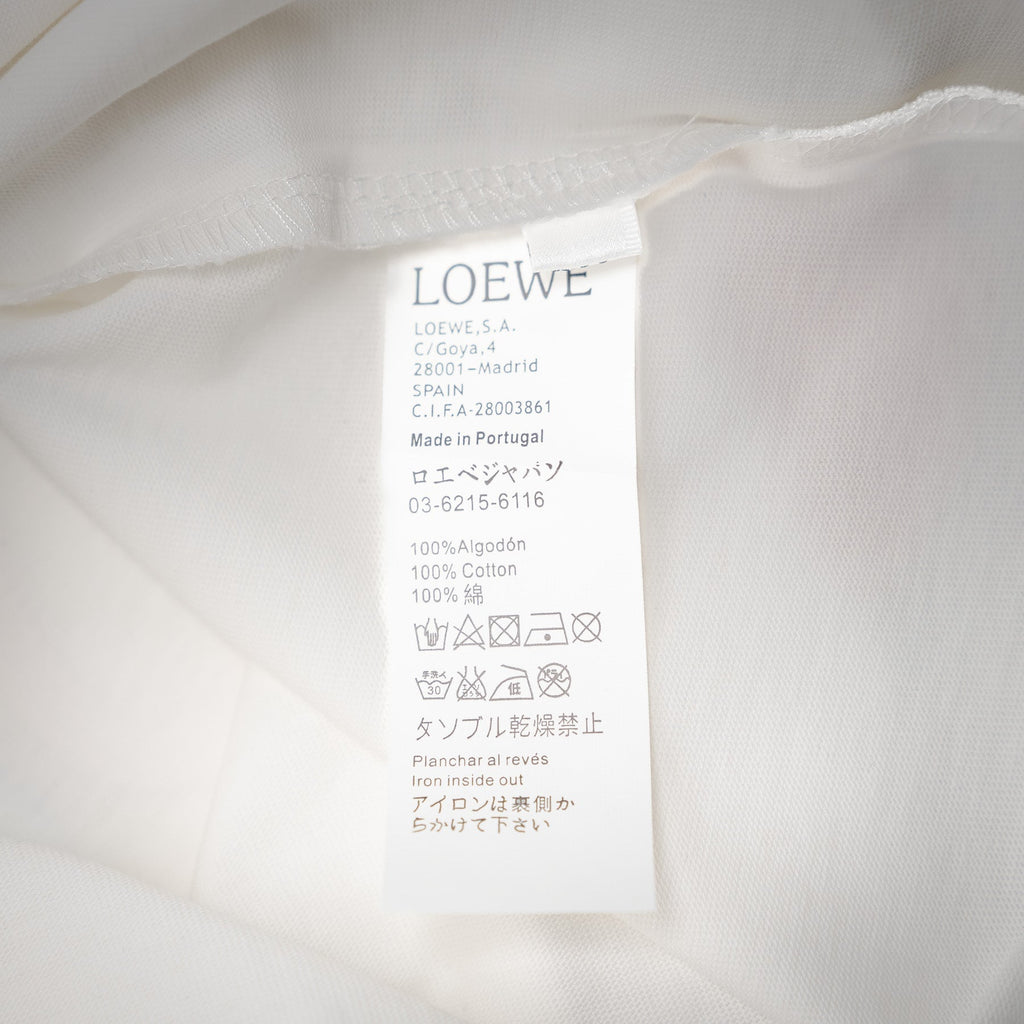 LOEWE
LOEWE,S.A.
C/Goya,4
28001-Madrid
SPAIN
C.I.F.A-28003861
Made in Portugal
ロエベジャパソ
03-6215-6116
100%Algodón
100% Cotton
100% 綿
手洗イ
30
低
タソブル乾燥禁止
Planchar al revés
Iron inside out
アイロンは裏側か
らかけて下さい